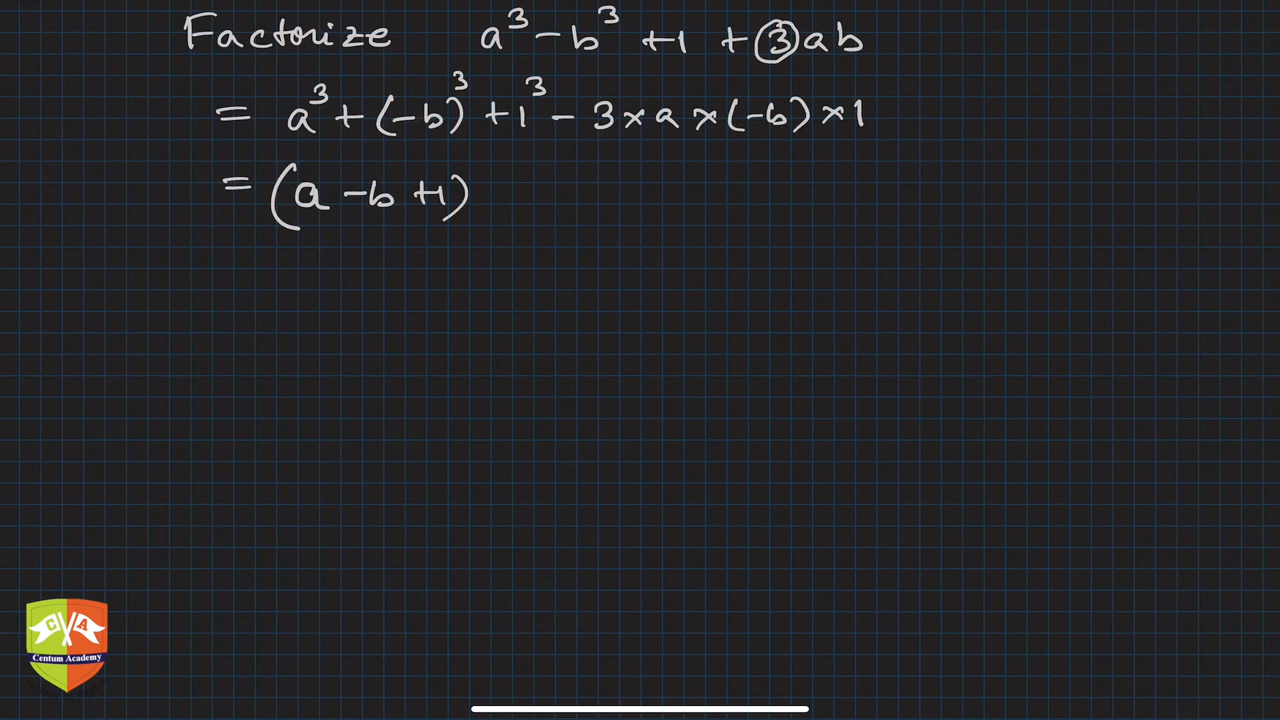 Factorize a³ - b³ + 1 + 3ab
= a³ + (-b)³ + 1³ - 3 × a × (-b) × 1
= (a - b + 1)
C A
Centum Academy